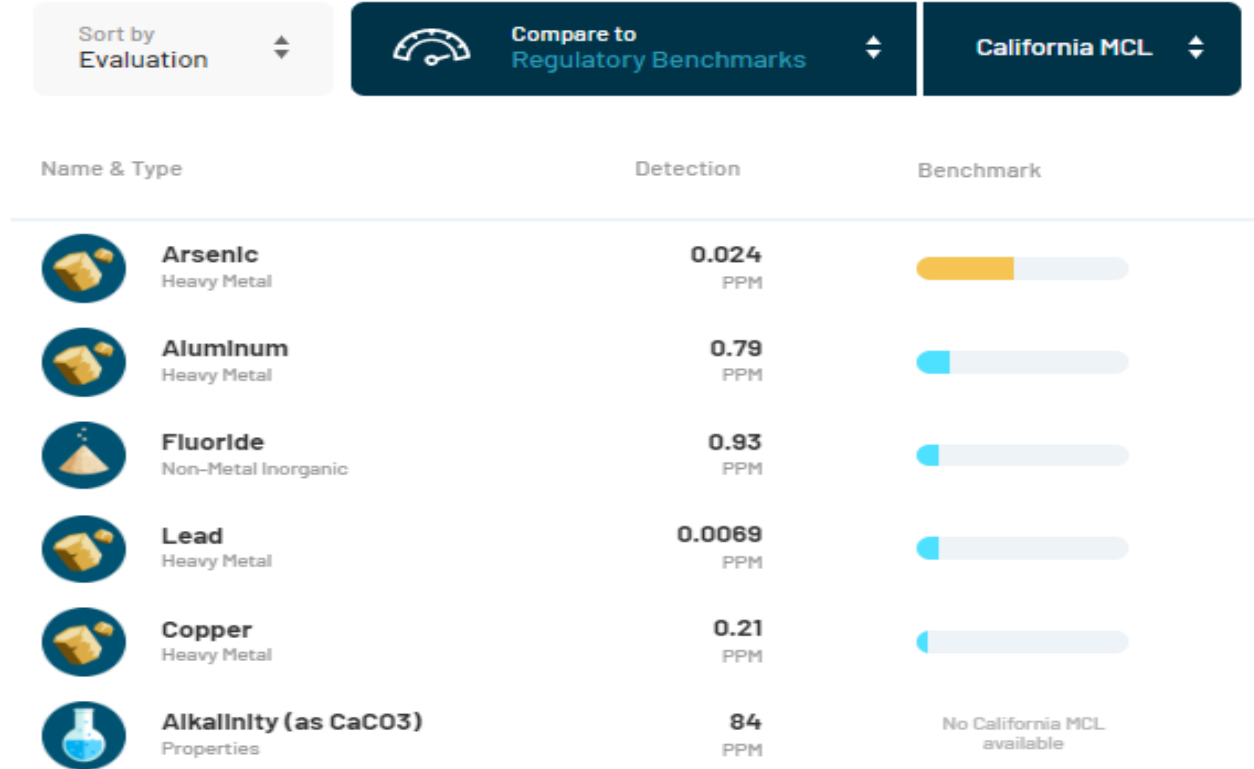 Sort by
Evaluation
Compare to
Regulatory Benchmarks
California MCL
Name & Type
Detection
Benchmark
Arsenic
Heavy Metal
0.024
PPM
Aluminum
Heavy Metal
0.79
PPM
Fluoride
Non-Metal Inorganic
0.93
PPM
Lead
Heavy Metal
0.0069
PPM
Copper
Heavy Metal
0.21
PPM
Alkalinity (as CaCO3)
Properties
84
PPM
No California MCL
available